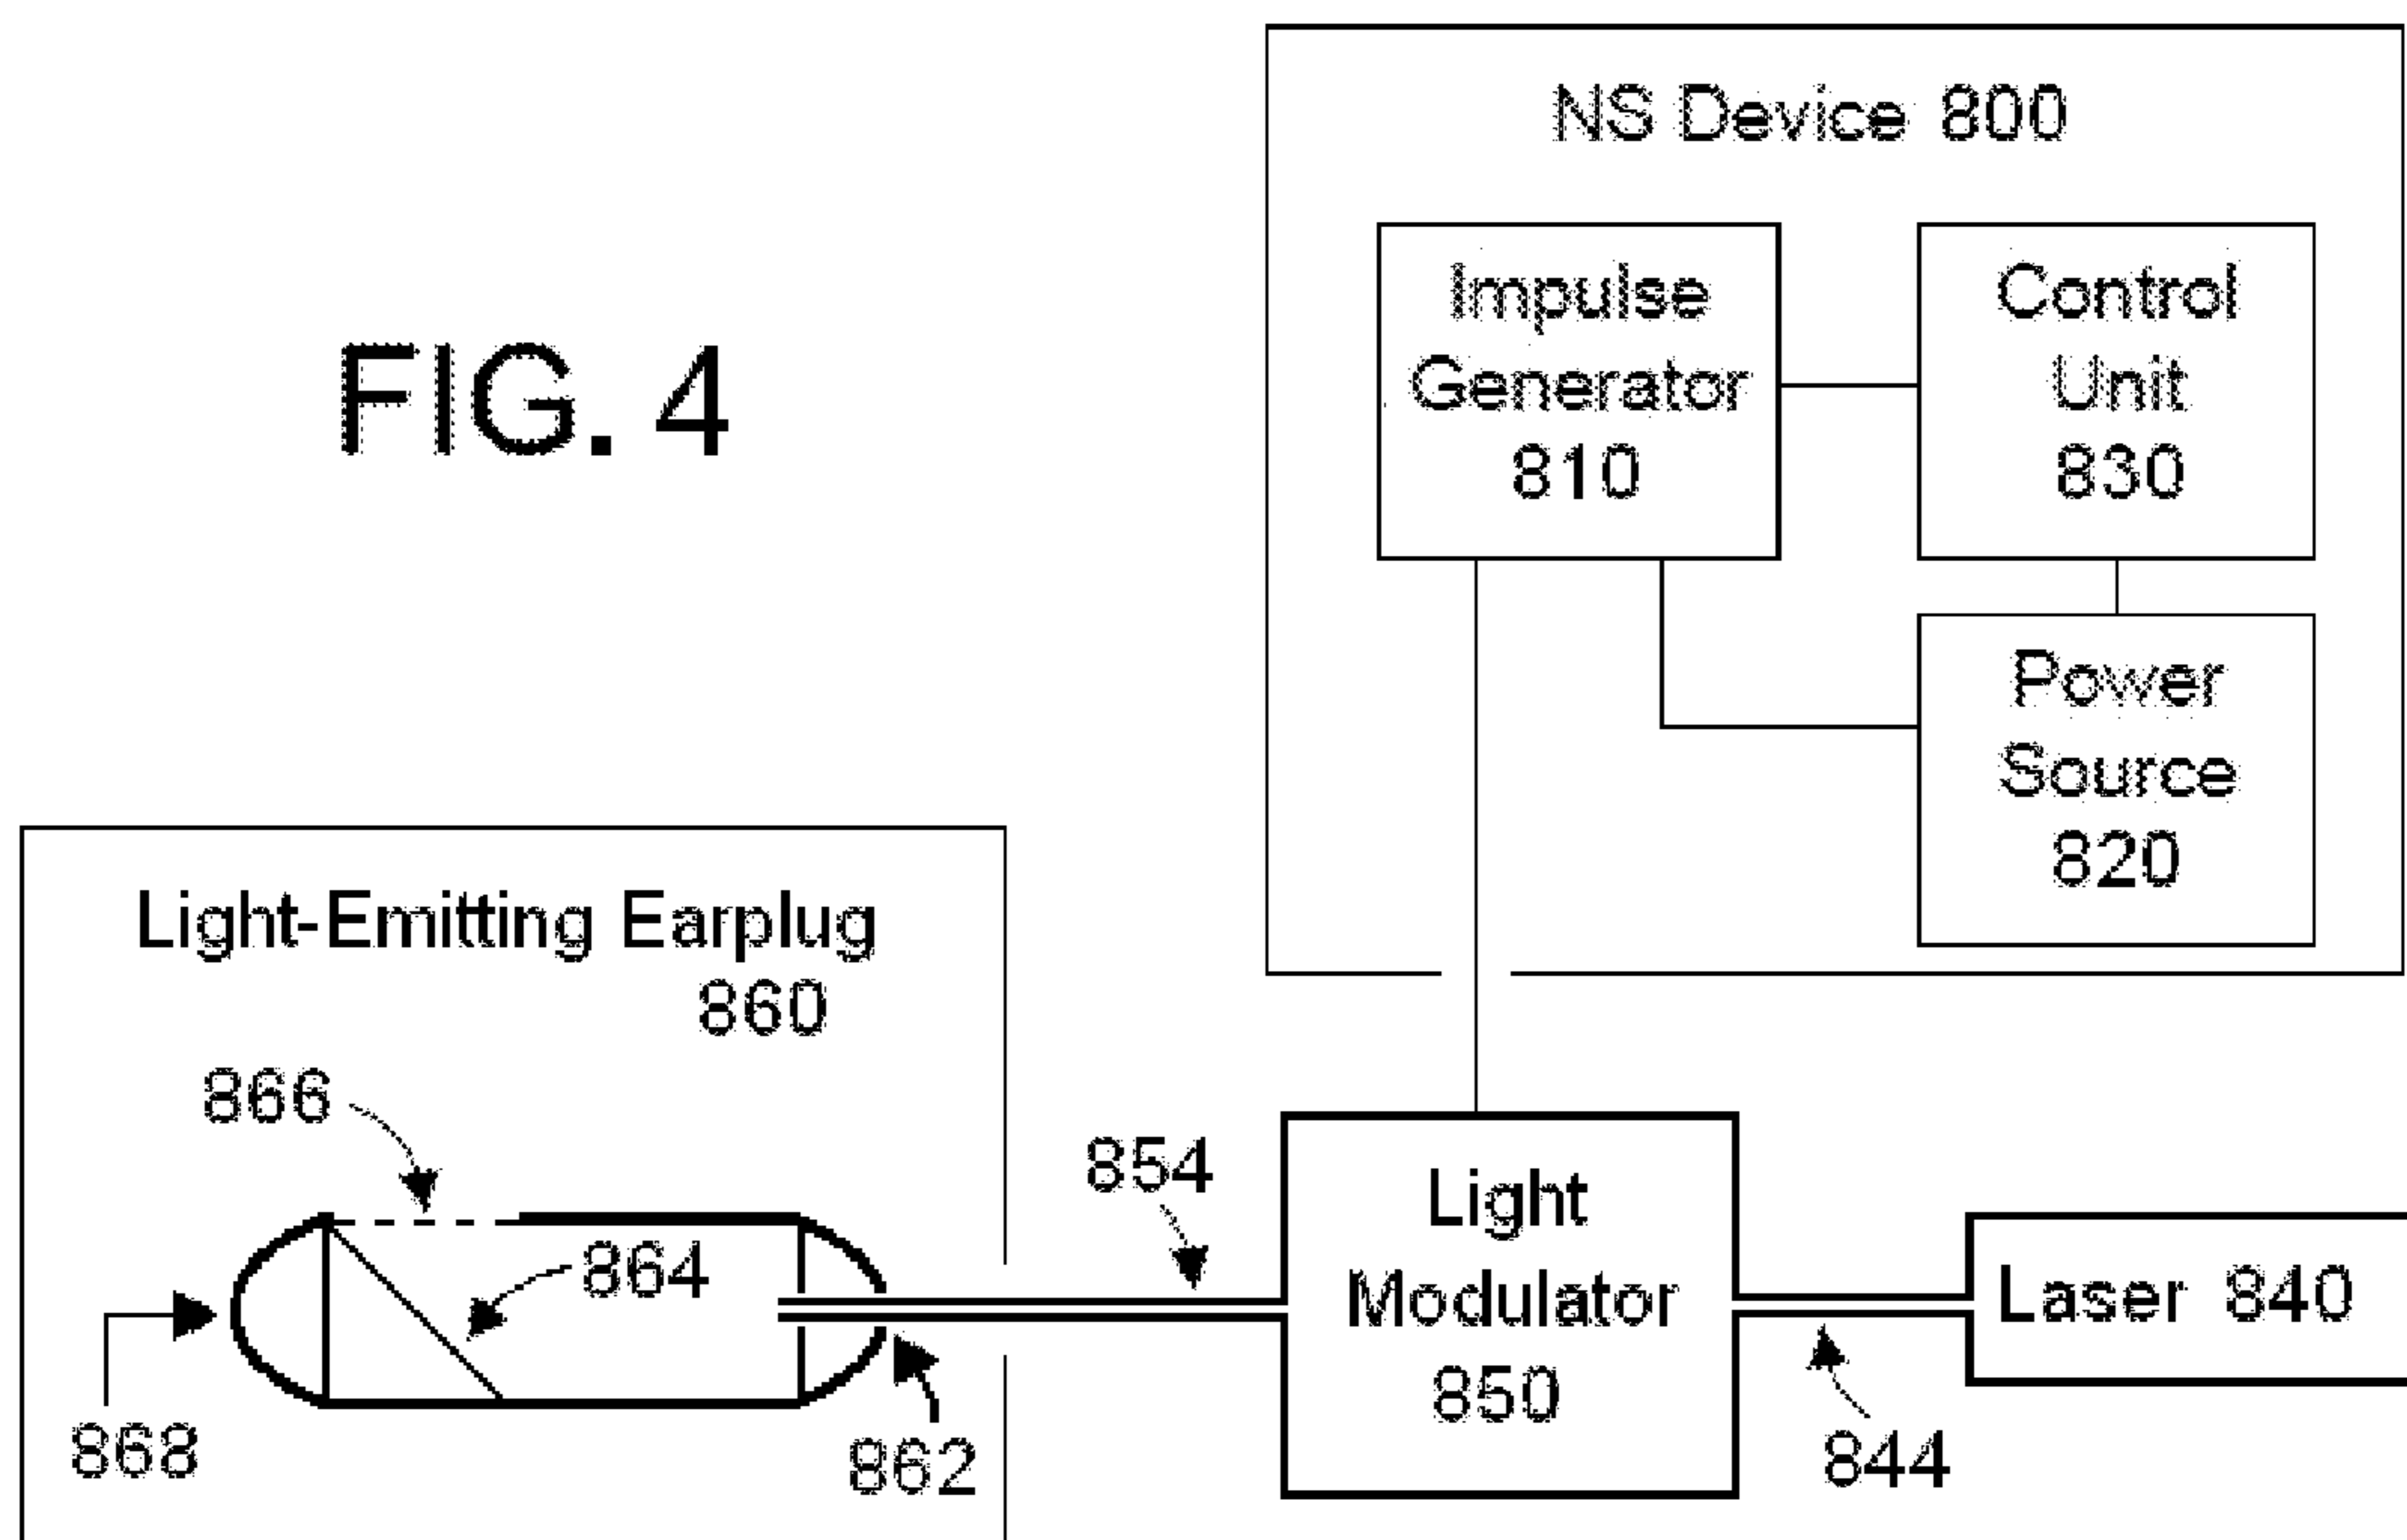 FIG. 4
NS Device 800
Impulse
Generator
810
Control
Unit
830
Power
Source
820
Light-Emitting Earplug
860
866
864
868
862
854
Light
Modulator
850
Laser 840
844